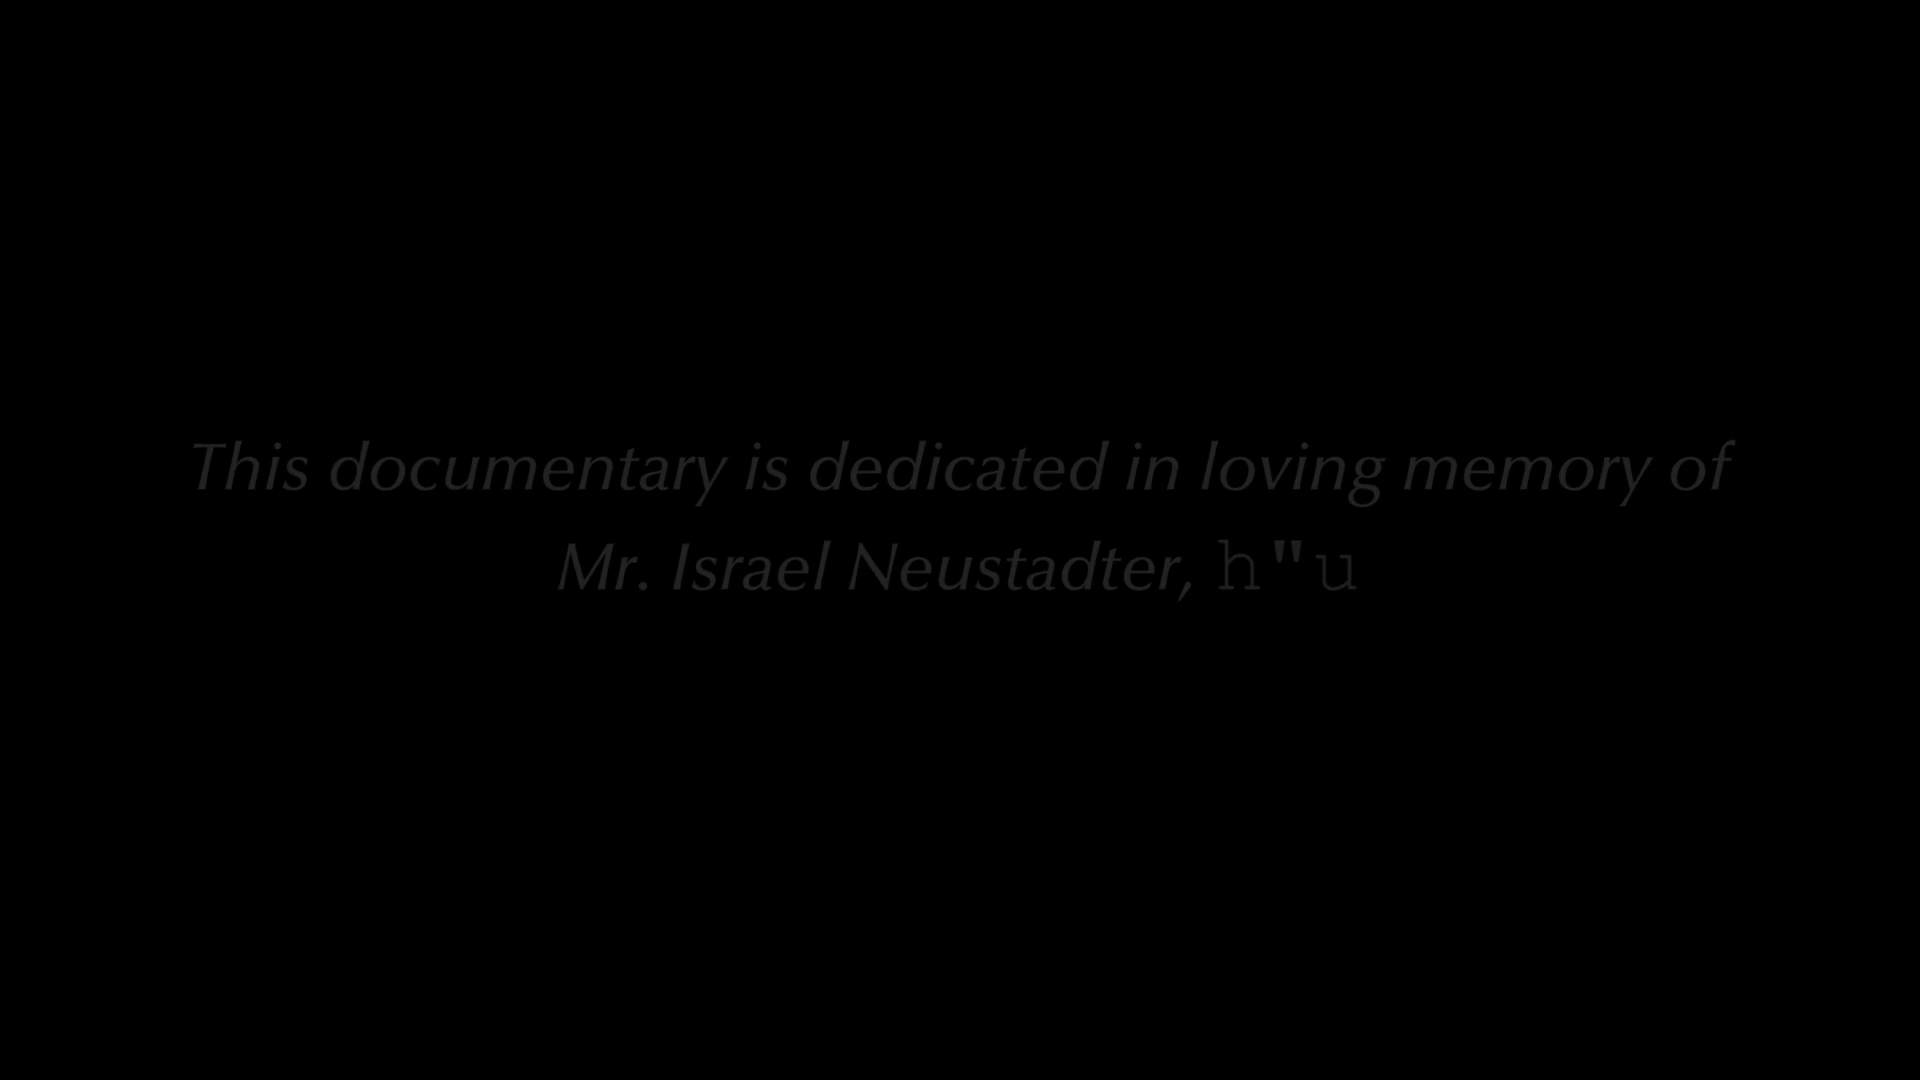 This documentary is dedicated in loving memory of
Mr. Israel Neustadter, h"u